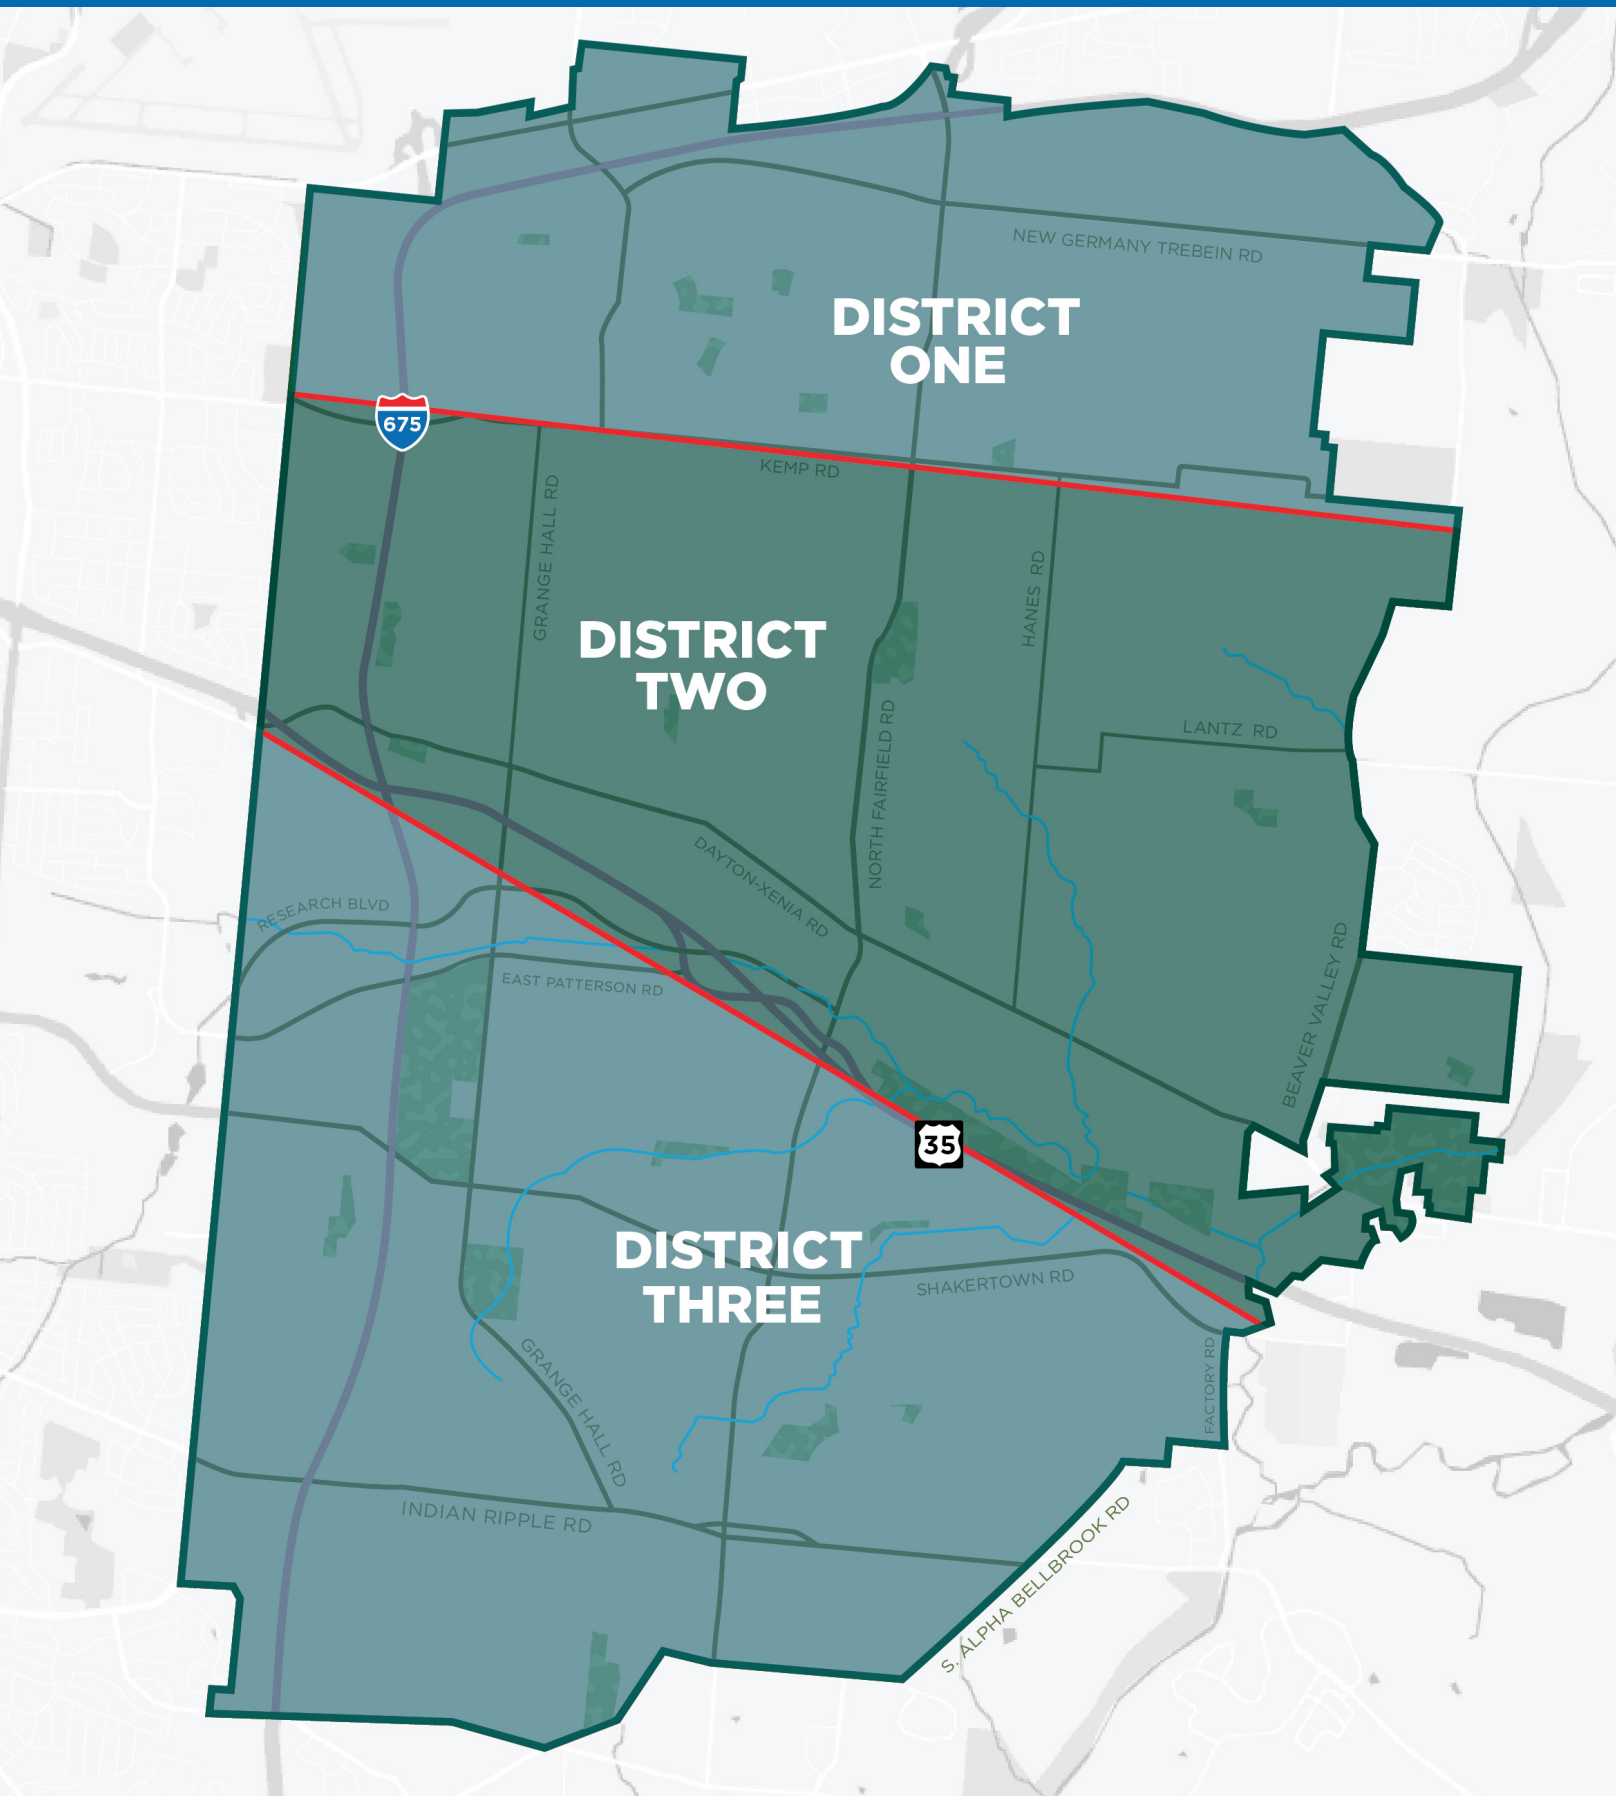 NEW GERMANY TREBEIN RD
DISTRICT
ONE
675
KEMP RD
GRANGE HALL RD
HANES RD
DISTRICT
TWO
NORTH FAIRFIELD RD
LANTZ RD
DAYTON-XENIA RD
RESEARCH BLVD
EAST PATTERSON RD
BEAVER VALLEY RD
35
DISTRICT
THREE
SHAKERTOWN RD
GRANGE HALL RD
FACTORY RD
INDIAN RIPPLE RD
S. ALPHA BELLBROOK RD